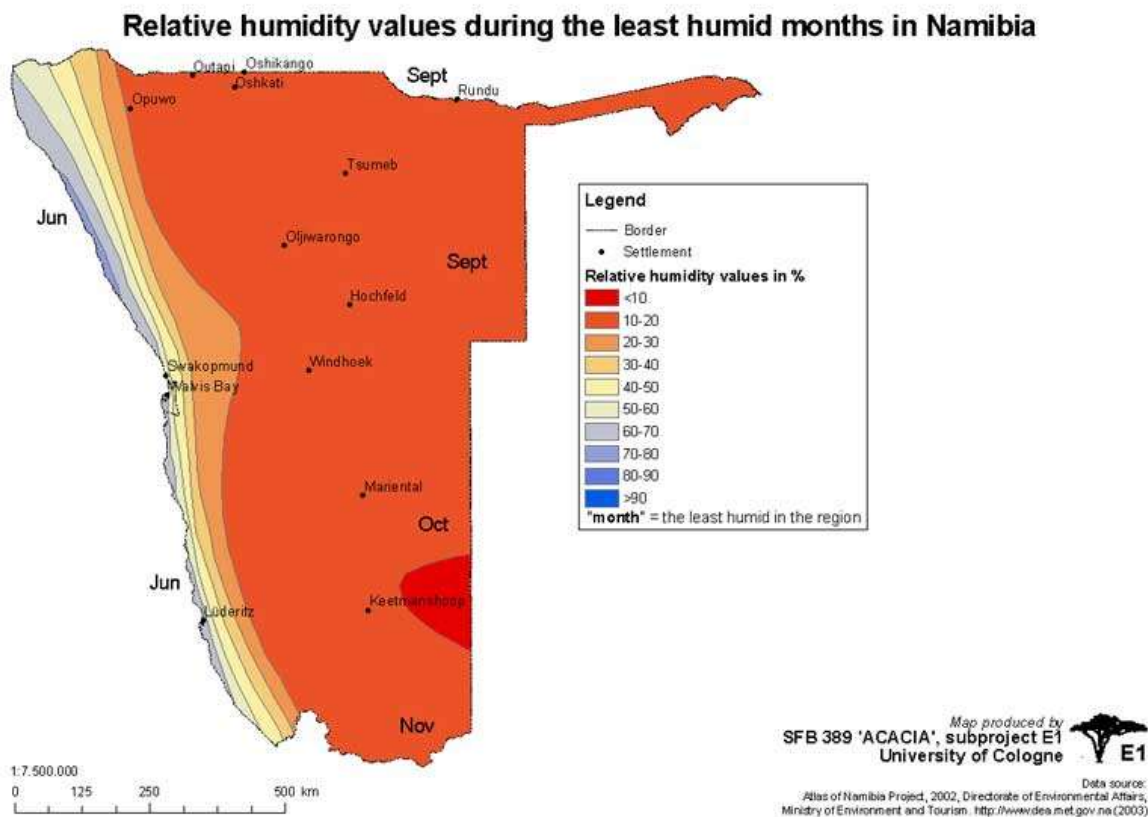 Relative humidity values during the least humid months in Namibia
Outapi
Oshikango
Oshkati
Sept
Rundu
Opuwo
Tsumeb
Jun
Otjiwarongo
Sept
Hochfeld
Swakopmund
Walvis Bay
Windhoek
Mariental
Oct
Jun
Keetmanshoop
Lüderitz
Nov
Legend
Border
Settlement
Relative humidity values in %
<10
10-20
20-30
30-40
40-50
50-60
60-70
70-80
80-90
>90
"month" = the least humid in the region
1:7.500.000
0 125 250 500 km
Map produced by
SFB 389 'ACACIA', subproject E1
University of Cologne
E1
Data source:
Atlas of Namibia Project, 2002, Directorate of Environmental Affairs,
Ministry of Environment and Tourism. http://www.dea.met.gov.na (2003)